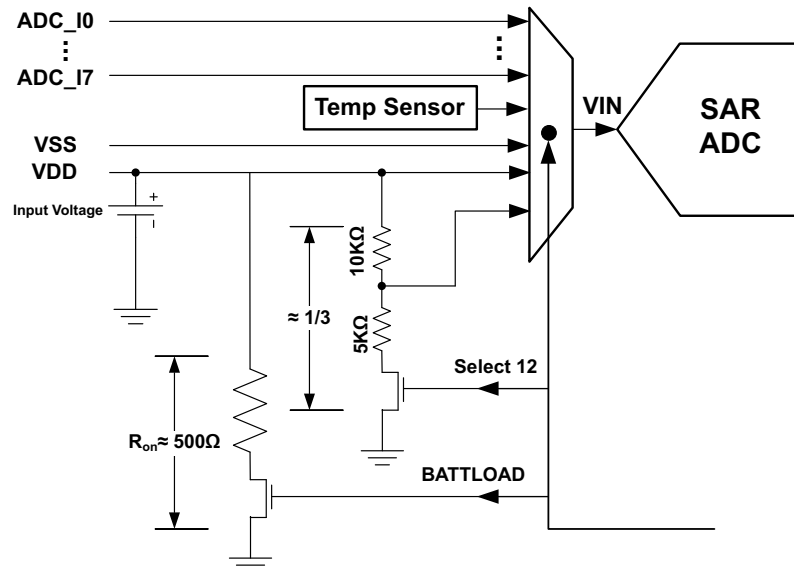 ADC_I0
ADC_I7
Temp Sensor
VIN
SAR
ADC
VSS
VDD
Input Voltage
+
–
10KΩ
≈ 1/3
5KΩ
Select 12
Ron≈ 500Ω
BATTLOAD